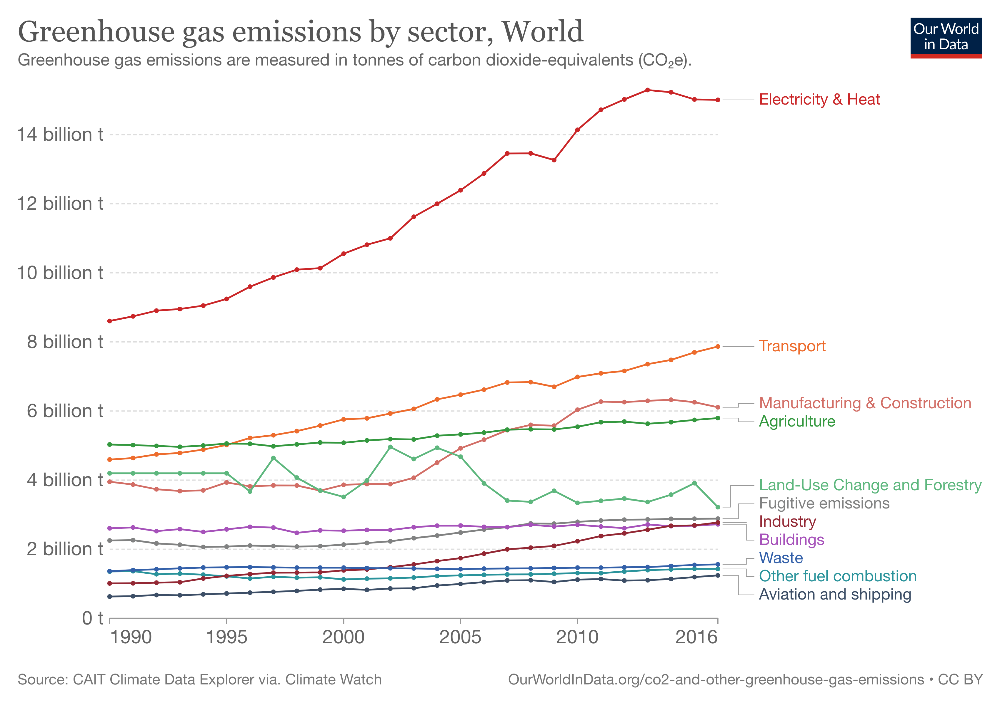 Greenhouse gas emissions by sector, World
Greenhouse gas emissions are measured in tonnes of carbon dioxide-equivalents (CO₂e).
Our World
in Data
Electricity & Heat
14 billion t
12 billion t
10 billion t
8 billion t
Transport
6 billion t
Manufacturing & Construction
Agriculture
4 billion t
Land-Use Change and Forestry
Fugitive emissions
Industry
Buildings
2 billion t
Waste
Other fuel combustion
Aviation and shipping
0 t
1990 1995 2000 2005 2010 2016
Source: CAIT Climate Data Explorer via. Climate Watch
OurWorldInData.org/co2-and-other-greenhouse-gas-emissions • CC BY